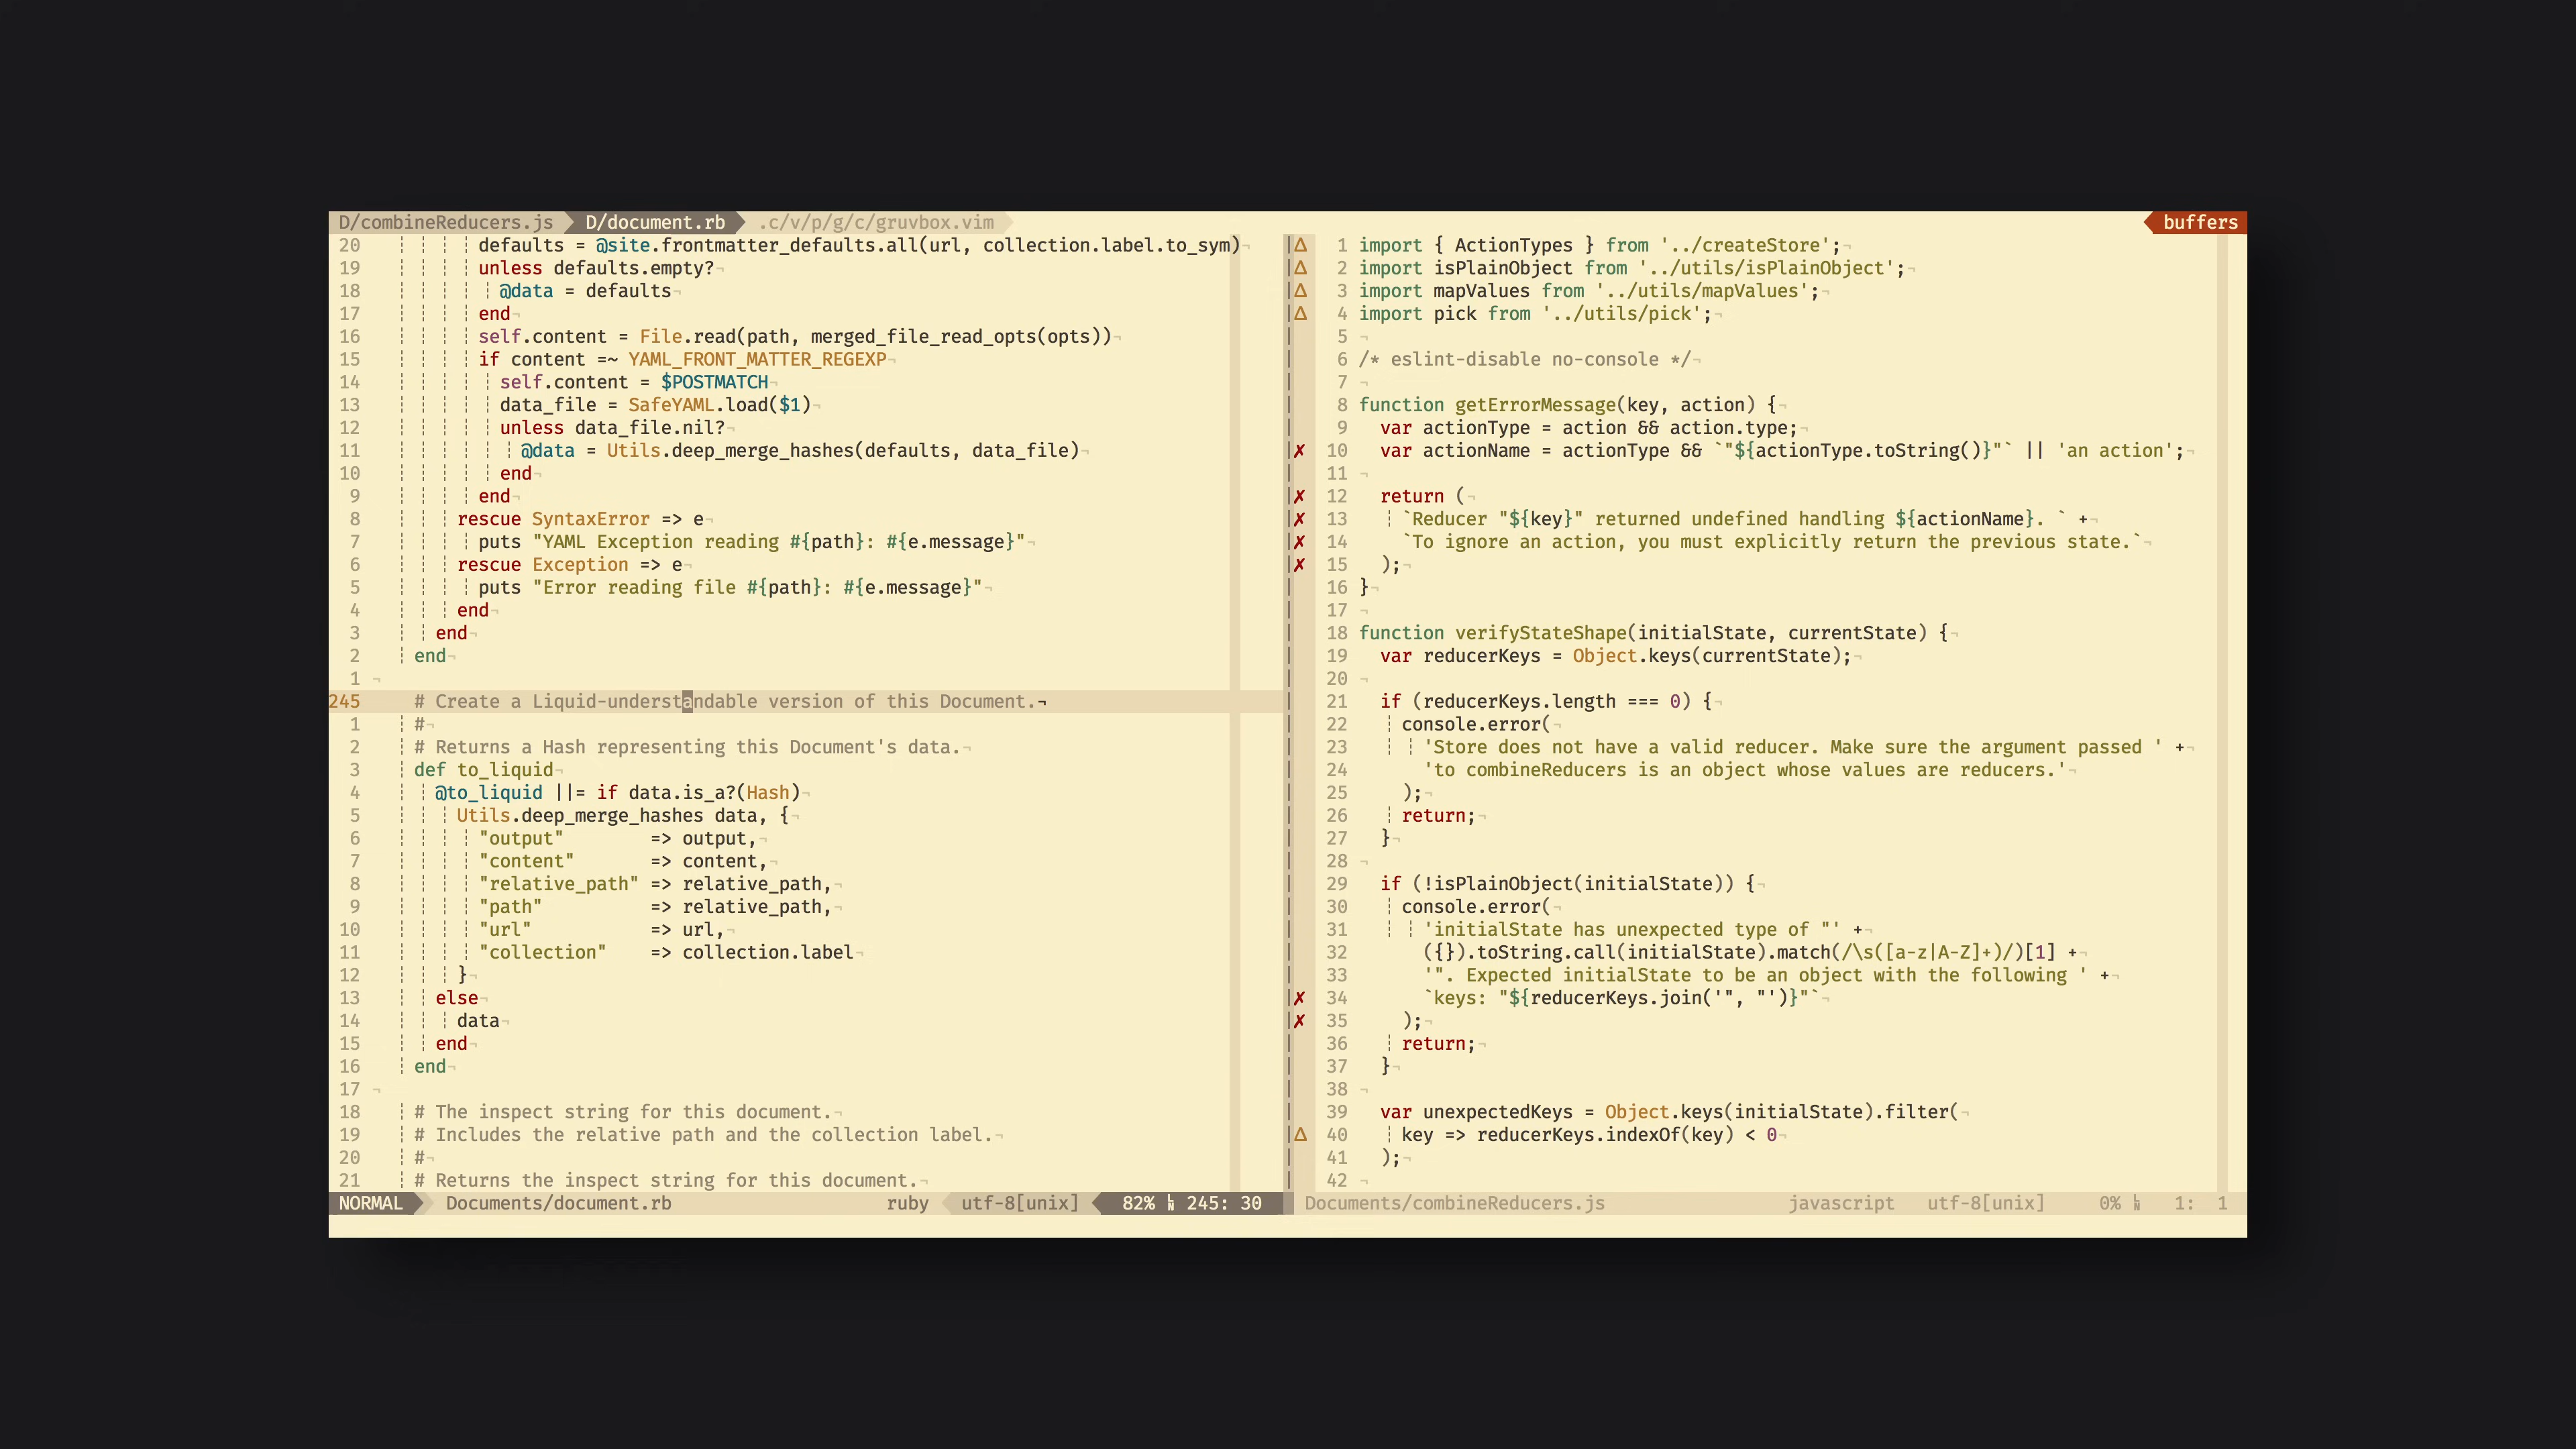 D/combineReducers.js D/document.rb .c/v/p/g/c/gruvbox.vim buffers
20 defaults = @site.frontmatter_defaults.all(url, collection.label.to_sym)¬
19 unless defaults.empty?¬
18 @data = defaults¬
17 end¬
16 self.content = File.read(path, merged_file_read_opts(opts))¬
15 if content =~ YAML_FRONT_MATTER_REGEXP¬
14 self.content = $POSTMATCH¬
13 data_file = SafeYAML.load($1)¬
12 unless data_file.nil?¬
11 @data = Utils.deep_merge_hashes(defaults, data_file)¬
10 end¬
9 end¬
8 rescue SyntaxError => e¬
7 puts "YAML Exception reading #{path}: #{e.message}"¬
6 rescue Exception => e¬
5 puts "Error reading file #{path}: #{e.message}"¬
4 end¬
3 end¬
2 end¬
1 ¬
245 # Create a Liquid-understandable version of this Document.¬
1 #¬
2 # Returns a Hash representing this Document's data.¬
3 def to_liquid¬
4 @to_liquid ||= if data.is_a?(Hash)¬
5 Utils.deep_merge_hashes data, {¬
6 "output" => output,¬
7 "content" => content,¬
8 "relative_path" => relative_path,¬
9 "path" => relative_path,¬
10 "url" => url,¬
11 "collection" => collection.label¬
12 }¬
13 else¬
14 data¬
15 end¬
16 end¬
17 ¬
18 # The inspect string for this document.¬
19 # Includes the relative path and the collection label.¬
20 #¬
21 # Returns the inspect string for this document.¬
NORMAL Documents/document.rb ruby utf-8[unix] 82% ␤ 245: 30
Δ 1 import { ActionTypes } from '../createStore';¬
Δ 2 import isPlainObject from '../utils/isPlainObject';¬
Δ 3 import mapValues from '../utils/mapValues';¬
Δ 4 import pick from '../utils/pick';¬
5 ¬
6 /* eslint-disable no-console */¬
7 ¬
8 function getErrorMessage(key, action) {¬
9 var actionType = action && action.type;¬
✗ 10 var actionName = actionType && `"${actionType.toString()}"` || 'an action';¬
11 ¬
✗ 12 return (¬
✗ 13 `Reducer "${key}" returned undefined handling ${actionName}. ` +¬
✗ 14 `To ignore an action, you must explicitly return the previous state.`¬
✗ 15 );¬
16 }¬
17 ¬
18 function verifyStateShape(initialState, currentState) {¬
19 var reducerKeys = Object.keys(currentState);¬
20 ¬
21 if (reducerKeys.length === 0) {¬
22 console.error(¬
23 'Store does not have a valid reducer. Make sure the argument passed ' +¬
24 'to combineReducers is an object whose values are reducers.'¬
25 );¬
26 return;¬
27 }¬
28 ¬
29 if (!isPlainObject(initialState)) {¬
30 console.error(¬
31 'initialState has unexpected type of "' +¬
32 ({}).toString.call(initialState).match(/\s([a-z|A-Z]+)/)[1] +¬
33 '". Expected initialState to be an object with the following ' +¬
✗ 34 `keys: "${reducerKeys.join('", "')}"`¬
✗ 35 );¬
36 return;¬
37 }¬
38 ¬
39 var unexpectedKeys = Object.keys(initialState).filter(¬
Δ 40 key => reducerKeys.indexOf(key) < 0¬
41 );¬
42 ¬
Documents/combineReducers.js javascript utf-8[unix] 0% ␤ 1: 1